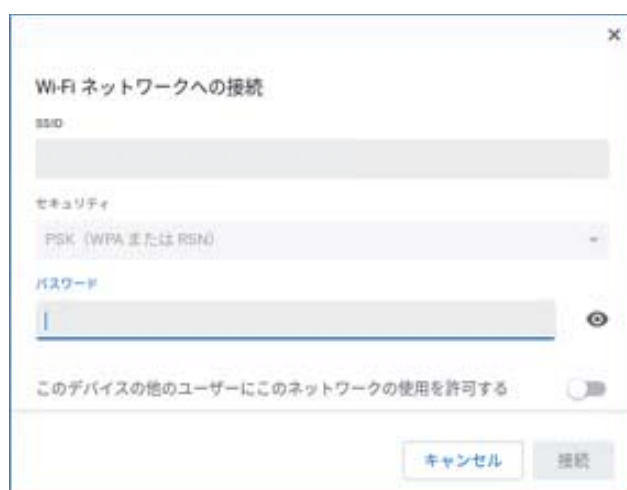 Wi-Fi ネットワークへの接続
SSID
セキュリティ
PSK（WPA または RSN）
パスワード
このデバイスの他のユーザーにこのネットワークの使用を許可する
キャンセル
接続